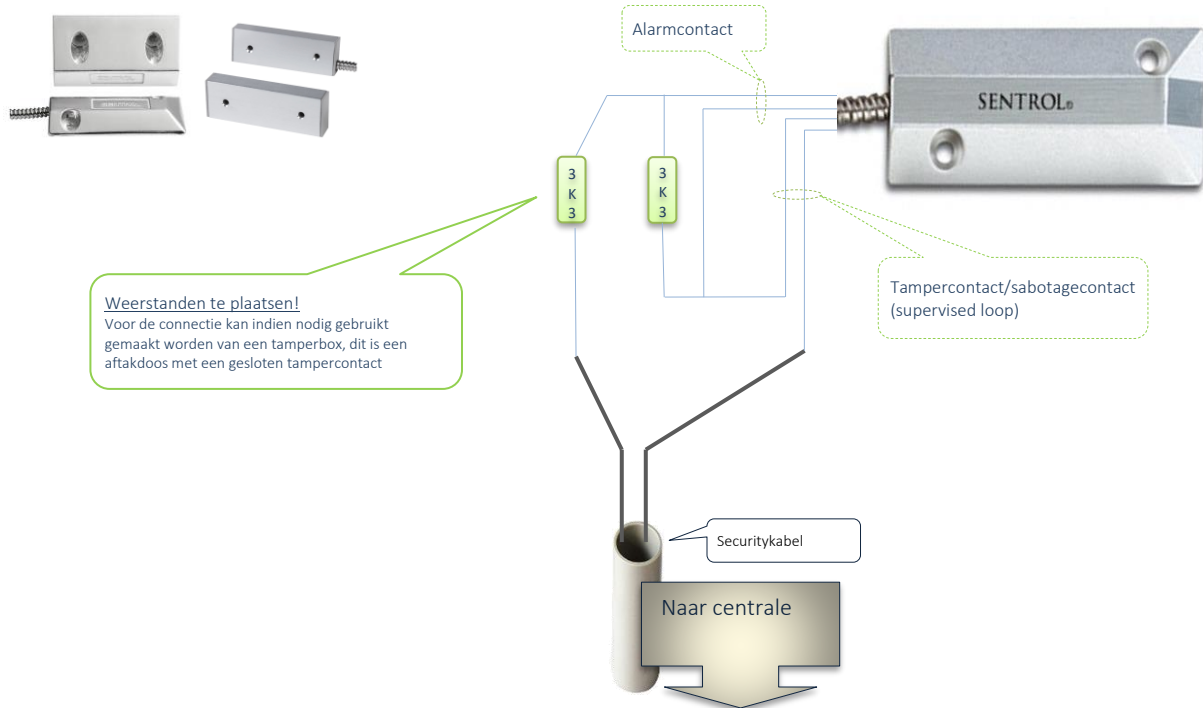 Alarmcontact
SENTROL®
3
K
3
3
K
3
Weerstanden te plaatsen!
Voor de connectie kan indien nodig gebruikt
gemaakt worden van een tamperbox, dit is een
aftakdoos met een gesloten tampercontact
Tampercontact/sabotagecontact
(supervised loop)
Securitykabel
Naar centrale